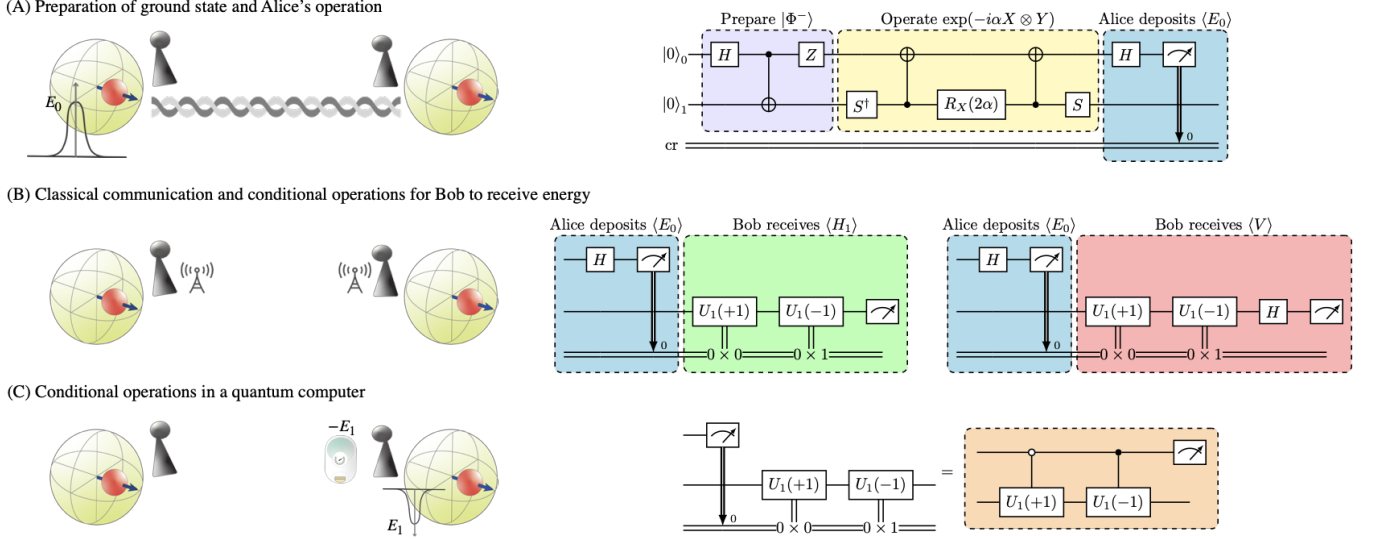 (A) Preparation of ground state and Alice's operation
E₀
Prepare |Φ⁻⟩ Operate exp(−iαX ⊗ Y) Alice deposits ⟨E₀⟩
|0⟩₀ H Z H
|0⟩₁ S† R_X(2α) S
0
cr
(B) Classical communication and conditional operations for Bob to receive energy
Alice deposits ⟨E₀⟩ Bob receives ⟨H₁⟩ Alice deposits ⟨E₀⟩ Bob receives ⟨V⟩
H H
U₁(+1) U₁(−1) U₁(+1) U₁(−1) H
0 0 × 0 0 × 1 0 0 × 0 0 × 1
(C) Conditional operations in a quantum computer
−E₁
E₁
U₁(+1) U₁(−1) = U₁(+1) U₁(−1)
0 0 × 0 0 × 1